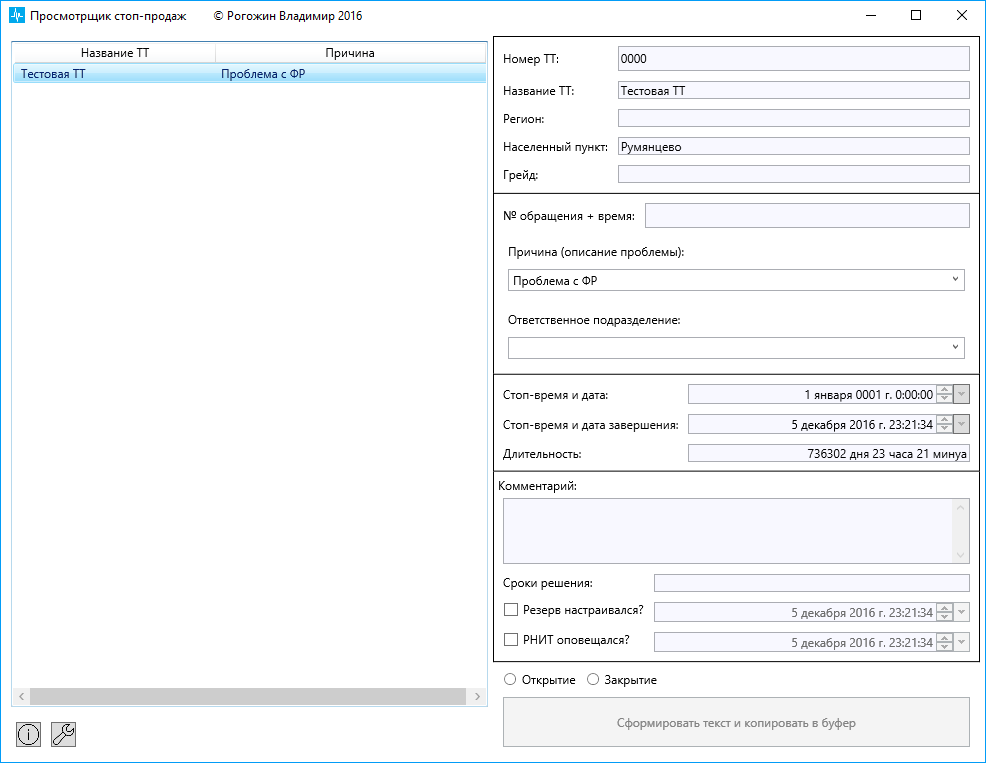 Просмотрщик стоп-продаж © Рогожин Владимир 2016
Название ТТ Причина
Тестовая ТТ Проблема с ФР
Номер ТТ: 0000
Название ТТ: Тестовая ТТ
Регион:
Населенный пункт: Румянцево
Грейд:
№ обращения + время:
Причина (описание проблемы):
Проблема с ФР
Ответственное подразделение:
Стоп-время и дата: 1 января 0001 г. 0:00:00
Стоп-время и дата завершения: 5 декабря 2016 г. 23:21:34
Длительность: 736302 дня 23 часа 21 минуа
Комментарий:
Сроки решения:
Резерв настраивался? 5 декабря 2016 г. 23:21:34
РНИТ оповещался? 5 декабря 2016 г. 23:21:34
Открытие Закрытие
Сформировать текст и копировать в буфер